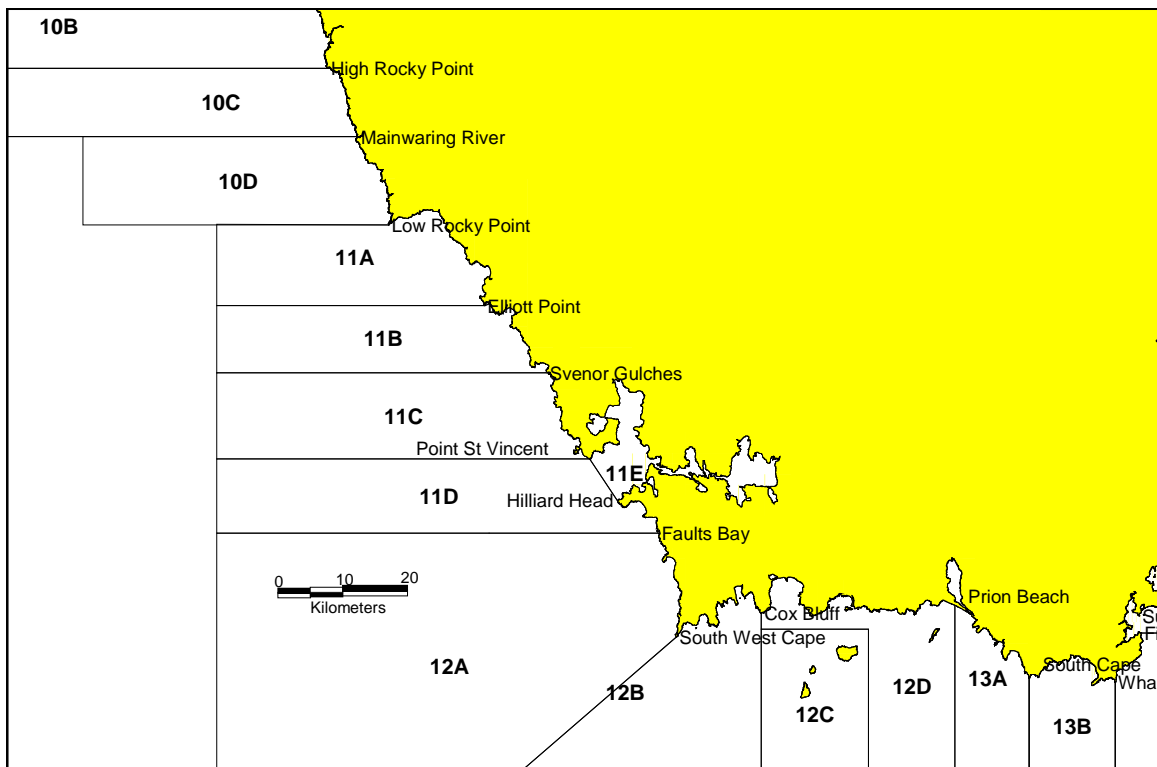 10B
High Rocky Point
10C
Mainwaring River
10D
Low Rocky Point
11A
Elliott Point
11B
Svenor Gulches
11C
Point St Vincent
11E
11D
Hilliard Head
Faults Bay
0 10 20
Kilometers
Prion Beach
Cox Bluff
South West Cape
12A
South Cape
12B
12C
12D
13A
13B